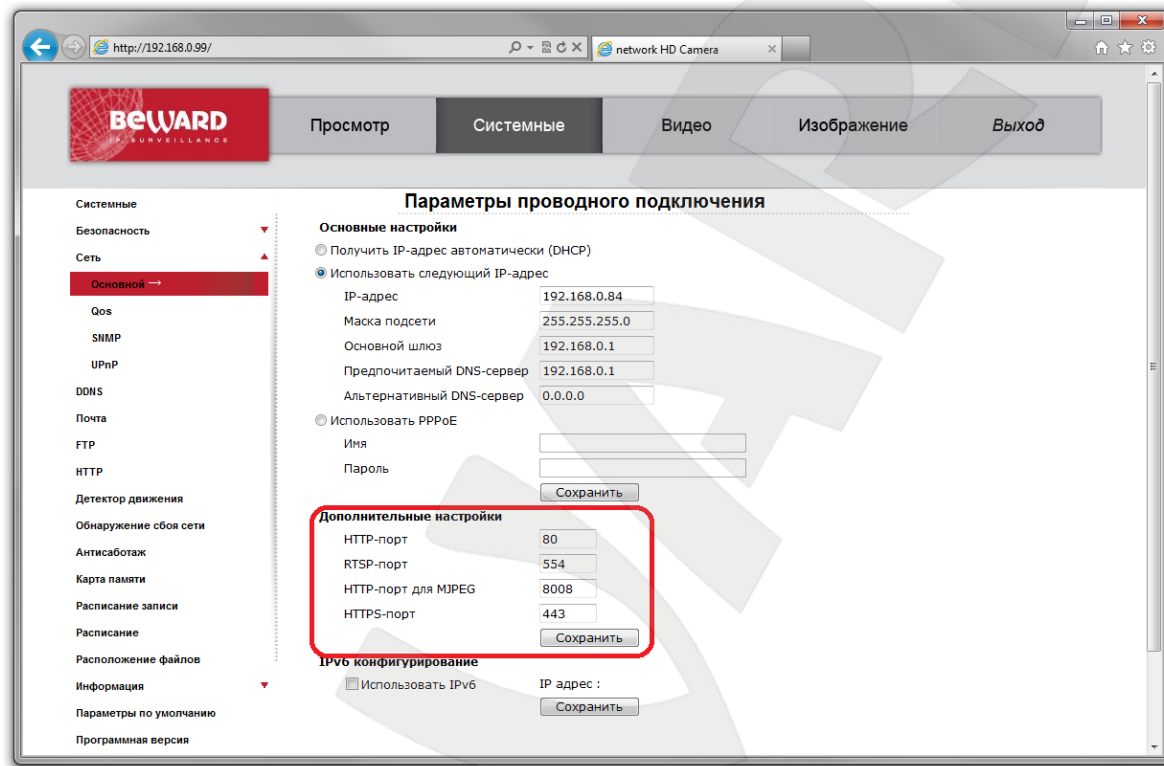 http://192.168.0.99/
network HD Camera
BEWARD
IP SURVEILLANCE
Просмотр Системные Видео Изображение Выход
Системные
Безопасность
Сеть
Основной →
Qos
SNMP
UPnP
DDNS
Почта
FTP
HTTP
Детектор движения
Обнаружение сбоя сети
Антисаботаж
Карта памяти
Расписание записи
Расписание
Расположение файлов
Информация
Параметры по умолчанию
Программная версия
Параметры проводного подключения
Основные настройки
Получить IP-адрес автоматически (DHCP)
Использовать следующий IP-адрес
IP-адрес 192.168.0.84
Маска подсети 255.255.255.0
Основной шлюз 192.168.0.1
Предпочитаемый DNS-сервер 192.168.0.1
Альтернативный DNS-сервер 0.0.0.0
Использовать PPPoE
Имя
Пароль
Сохранить
Дополнительные настройки
HTTP-порт 80
RTSP-порт 554
HTTP-порт для MJPEG 8008
HTTPS-порт 443
Сохранить
IPv6 конфигурирование
Использовать IPv6 IP адрес :
Сохранить